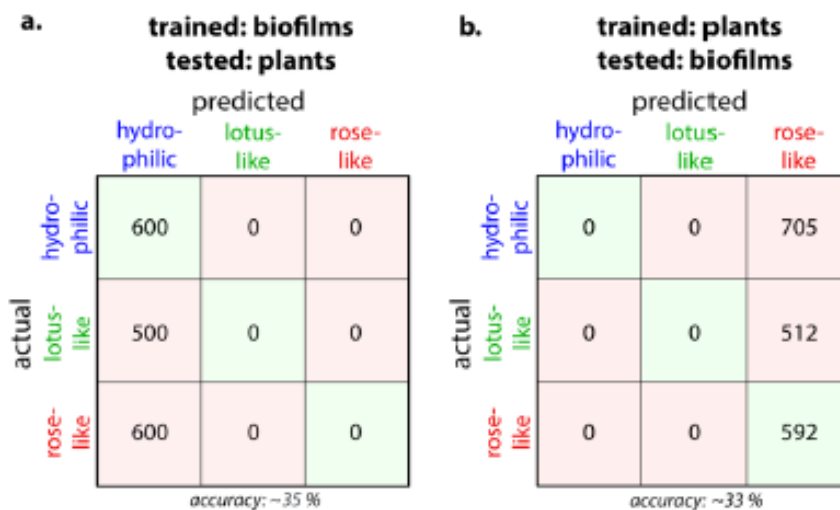 a.
trained: biofilms
tested: plants
predicted
hydro-
philic
lotus-
like
rose-
like
actual
hydro-
philic
600 0 0
lotus-
like
500 0 0
rose-
like
600 0 0
accuracy: ~35 %
b.
trained: plants
tested: biofilms
predicted
hydro-
philic
lotus-
like
rose-
like
actual
hydro-
philic
0 0 705
lotus-
like
0 0 512
rose-
like
0 0 592
accuracy: ~33 %